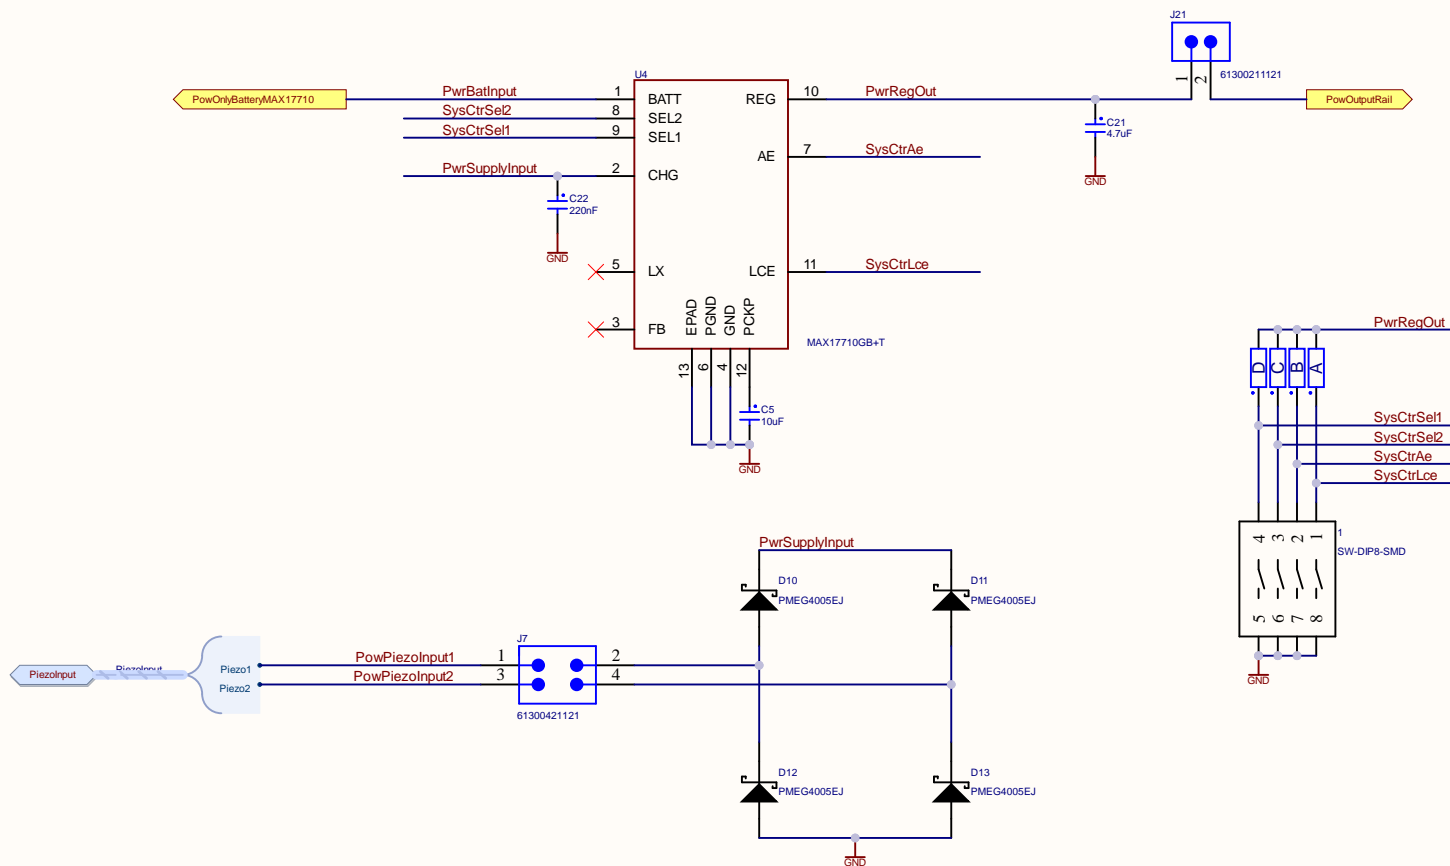 J21
61300211121
1
2
PowOnlyBatteryMAX17710
PwrBatInput
SysCtrSel2
SysCtrSel1
PwrSupplyInput
C22
220nF
GND
U4
1
BATT
8
SEL2
9
SEL1
2
CHG
5
LX
3
FB
REG
10
AE
7
LCE
11
EPAD
PGND
GND
PCKP
13
6
4
12
MAX17710GB+T
C5
10uF
GND
PwrRegOut
SysCtrAe
SysCtrLce
C21
4.7uF
GND
PowOutputRail
PwrRegOut
D
C
B
A
SysCtrSel1
SysCtrSel2
SysCtrAe
SysCtrLce
4
3
2
1
1
SW-DIP8-SMD
5
6
7
8
GND
PwrSupplyInput
D10
PMEG4005EJ
D11
PMEG4005EJ
PiezoInput
PiezoInput
Piezo1
Piezo2
PowPiezoInput1
PowPiezoInput2
J7
1
2
3
4
61300421121
D12
PMEG4005EJ
D13
PMEG4005EJ
GND